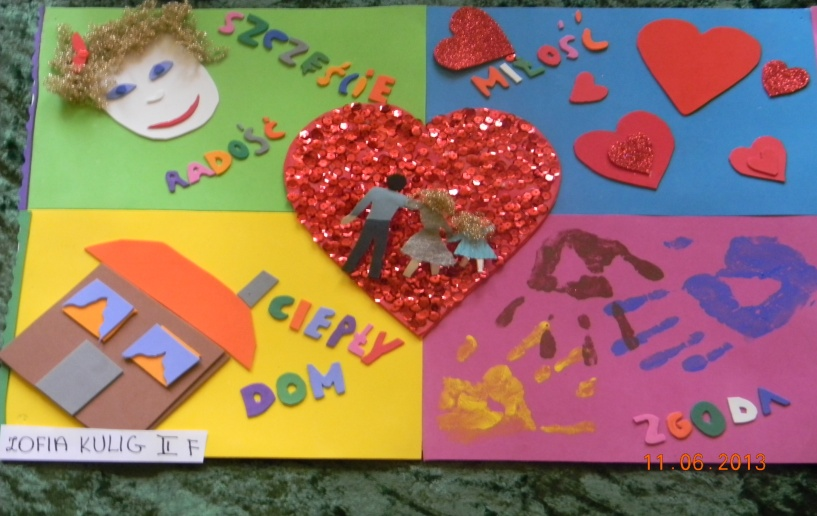 SZCZĘŚCIE
RADOŚĆ
MIŁOŚĆ
CIEPŁY
DOM
ZGODA
ZOFIA KULIG II F
11.06.2013